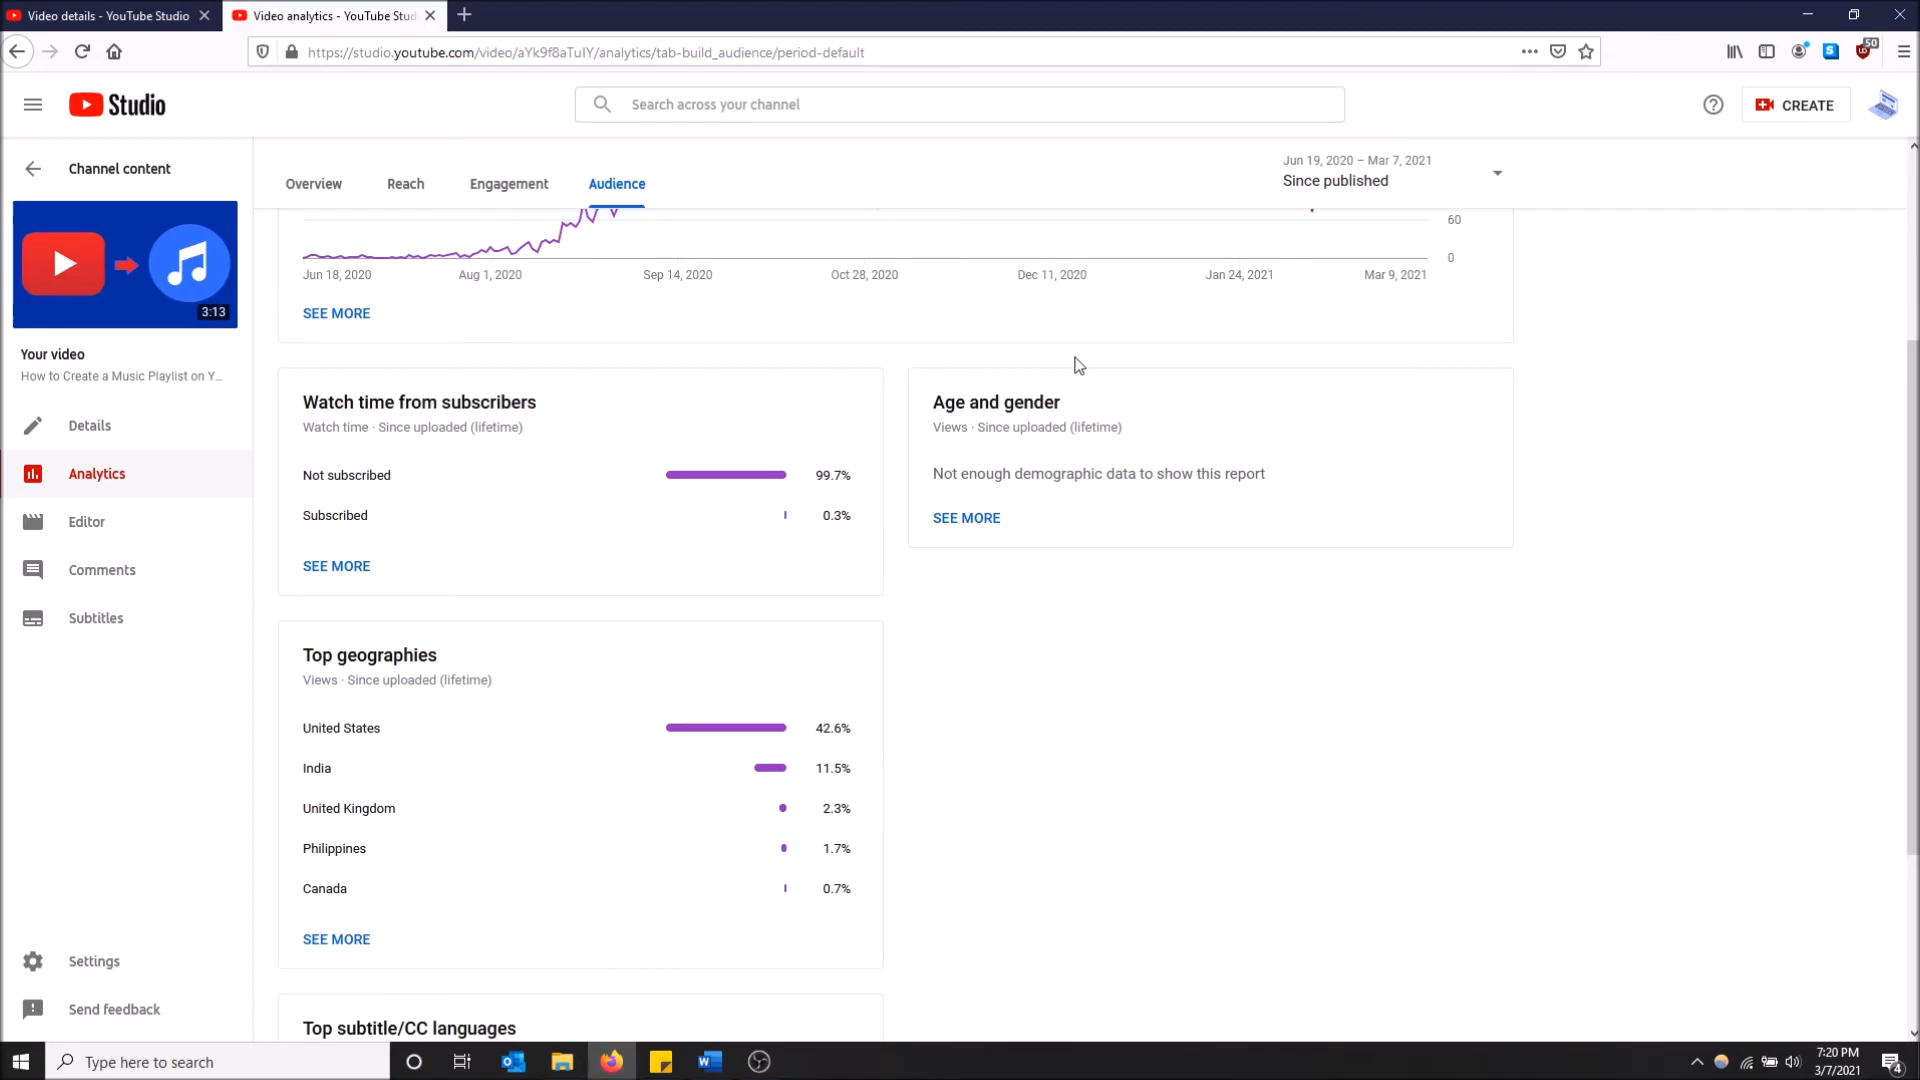 Video details - YouTube Studio
Video analytics - YouTube Stud
https://studio.youtube.com/video/aYk9f8aTuIY/analytics/tab-build_audience/period-default
50
Studio
Search across your channel
CREATE
Channel content
Overview
Reach
Engagement
Audience
Jun 19, 2020 – Mar 7, 2021
Since published
3:13
Your video
How to Create a Music Playlist on Y...
Details
Analytics
Editor
Comments
Subtitles
Settings
Send feedback
60
0
Jun 18, 2020
Aug 1, 2020
Sep 14, 2020
Oct 28, 2020
Dec 11, 2020
Jan 24, 2021
Mar 9, 2021
SEE MORE
Watch time from subscribers
Watch time · Since uploaded (lifetime)
Not subscribed 99.7%
Subscribed 0.3%
SEE MORE
Age and gender
Views · Since uploaded (lifetime)
Not enough demographic data to show this report
SEE MORE
Top geographies
Views · Since uploaded (lifetime)
United States 42.6%
India 11.5%
United Kingdom 2.3%
Philippines 1.7%
Canada 0.7%
SEE MORE
Top subtitle/CC languages
Type here to search
7:20 PM
3/7/2021
4